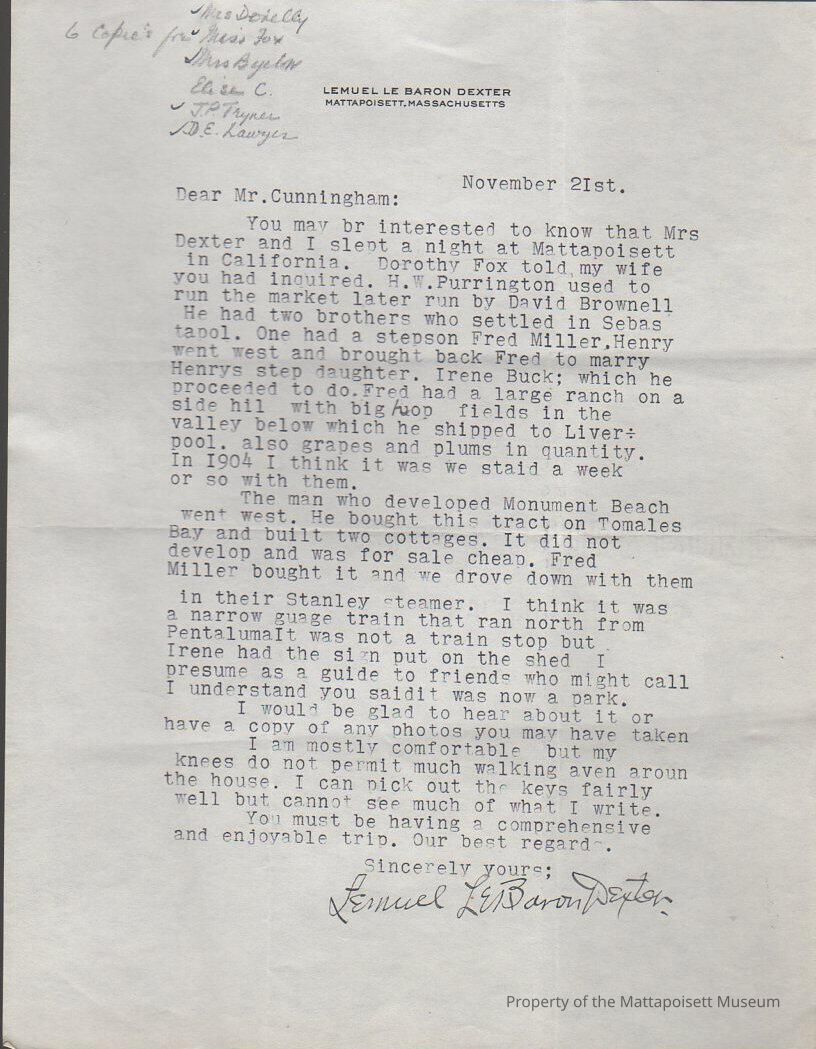 Mrs Dexelly
6 Copie's for Miss Fox
Mrs Byelow
Elise C.
J.P. Tryner
D.E. Lawyer
LEMUEL LE BARON DEXTER
MATTAPOISETT, MASSACHUSETTS
November 2Ist.
Dear Mr.Cunningham:
You may br interested to know that Mrs
Dexter and I slept a night at Mattapoisett
in California. Dorothy Fox told my wife
you had inquired. H.W.Purrington used to
run the market later run by David Brownell
He had two brothers who settled in Sebas
tapol. One had a stepson Fred Miller,Henry
went west and brought back Fred to marry
Henrys step daughter. Irene Buck; which he
proceeded to do.Fred had a large ranch on a
side hil with big hop fields in the
valley below which he shipped to Liver÷
pool. also grapes and plums in quantity.
In I904 I think it was we staid a week
or so with them.
The man who developed Monument Beach
went west. He bought this tract on Tomales
Bay and built two cottages. It did not
develop and was for sale cheap. Fred
Miller bought it and we drove down with them
in their Stanley steamer. I think it was
a narrow guage train that ran north from
PentalumaIt was not a train stop but
Irene had the sign put on the shed I
presume as a guide to friends who might call
I understand you saidit was now a park.
I would be glad to hear about it or
have a copy of any photos you may have taken
I am mostly comfortable but my
knees do not permit much walking aven aroun
the house. I can pick out the keys fairly
well but cannot see much of what I write.
You must be having a comprehensive
and enjoyable trip. Our best regards.
Sincerely yours;
Lemuel LeBaron Dexter.
Property of the Mattapoisett Museum